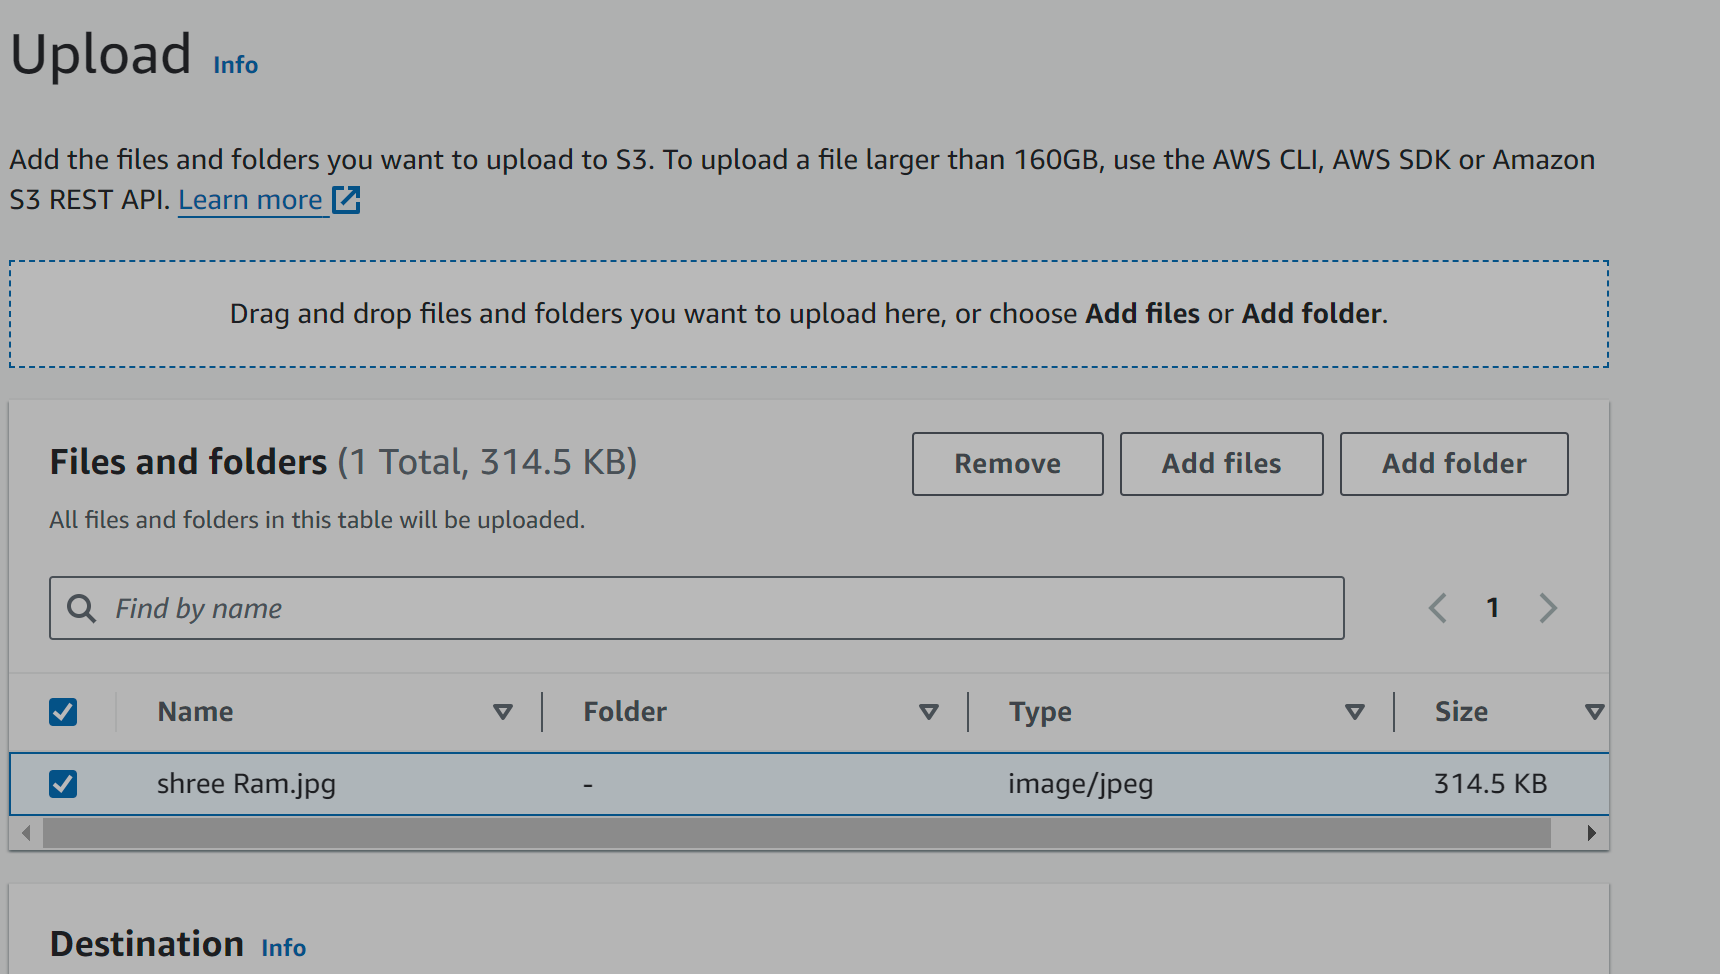 Upload Info
Add the files and folders you want to upload to S3. To upload a file larger than 160GB, use the AWS CLI, AWS SDK or Amazon
S3 REST API. Learn more
Drag and drop files and folders you want to upload here, or choose Add files or Add folder.
Files and folders (1 Total, 314.5 KB)
Remove
Add files
Add folder
All files and folders in this table will be uploaded.
Find by name
1
Name Folder Type Size
shree Ram.jpg - image/jpeg 314.5 KB
Destination Info